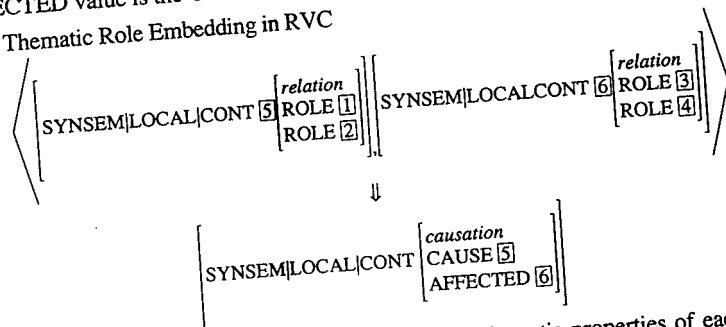 ECTED value is the
Thematic Role Embedding in RVC
SYNSEM|LOCAL|CONT 5 relation ROLE 1 ROLE 2 , SYNSEM|LOCALCONT 6 relation ROLE 3 ROLE 4
⇓
SYNSEM|LOCAL|CONT causation CAUSE 5 AFFECTED 6
properties of eac